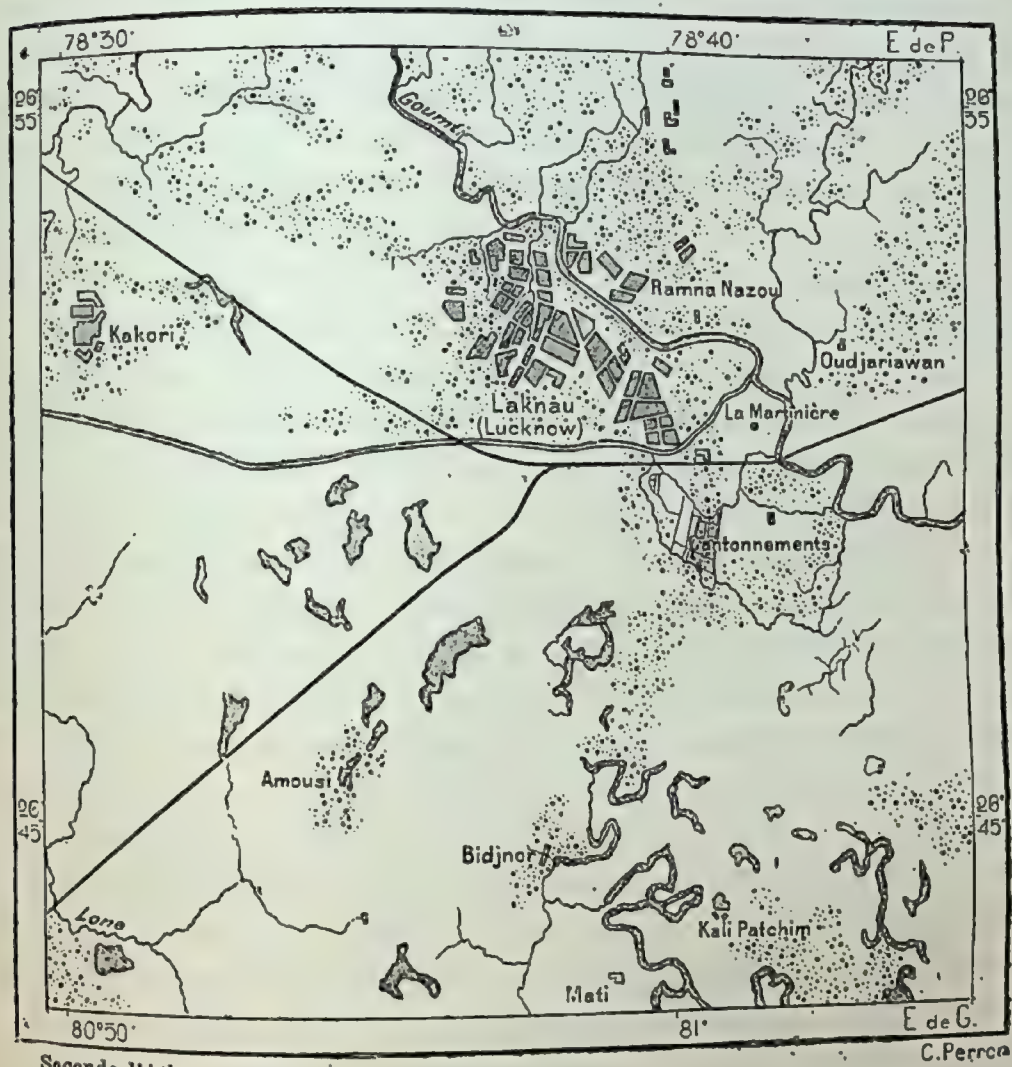 78°30'
78°40'
E de P.
26°
55'
26°
55'
Goumti
Ramna Nazou
Kakori
Oudjariawan
Laknau
(Lucknow)
La Martinière
Cantonnements
Amousi
26°
45'
26°
45'
Bidjnor
Lona
Kali Patchim
Mati
80°50'
81°
E de G.
C. Perron